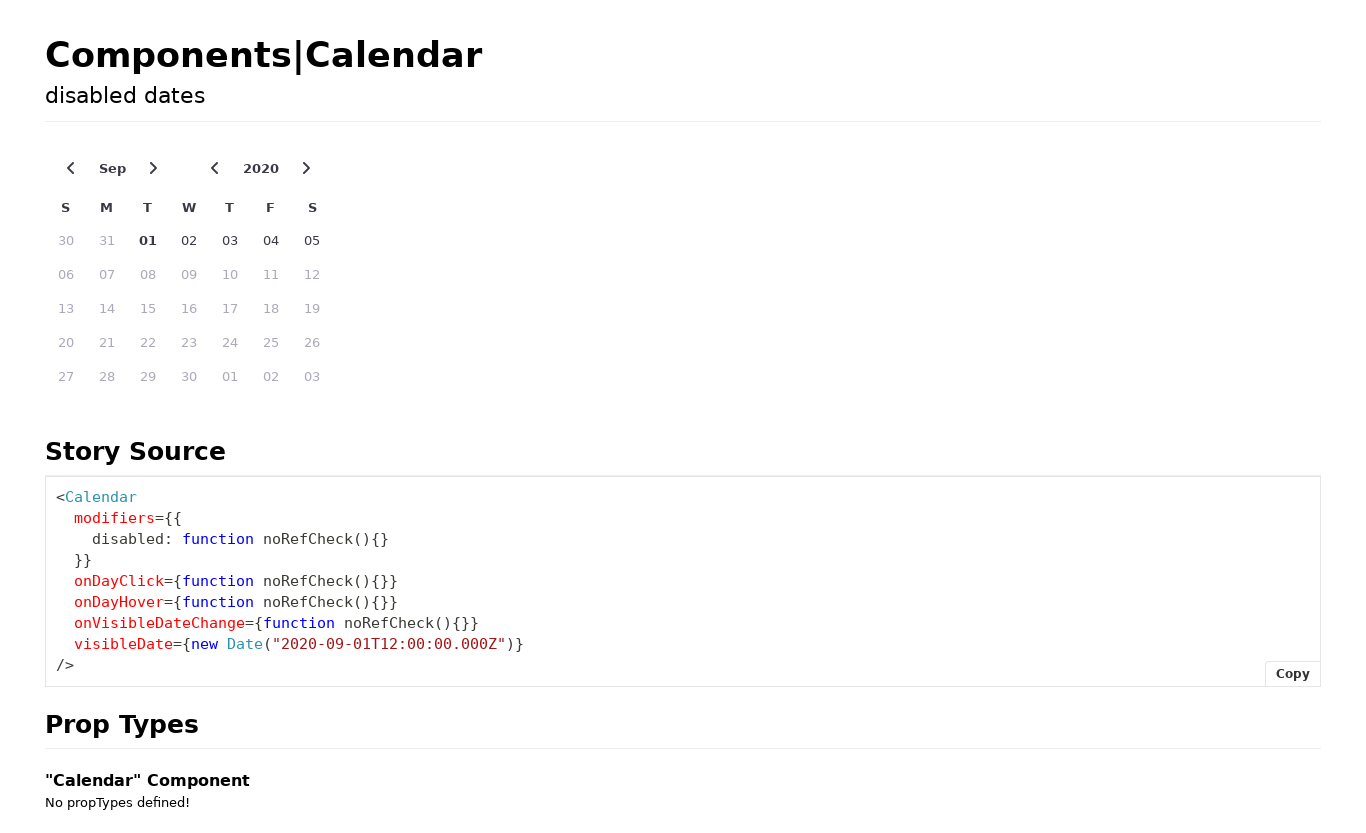 Components|Calendar
disabled dates
Sep 2020
S M T W T F S
30 31 01 02 03 04 05
06 07 08 09 10 11 12
13 14 15 16 17 18 19
20 21 22 23 24 25 26
27 28 29 30 01 02 03
Story Source
<Calendar
  modifiers={{
    disabled: function noRefCheck(){}
  }}
  onDayClick={function noRefCheck(){}}
  onDayHover={function noRefCheck(){}}
  onVisibleDateChange={function noRefCheck(){}}
  visibleDate={new Date("2020-09-01T12:00:00.000Z")}
/>
Copy
Prop Types
"Calendar" Component
No propTypes defined!